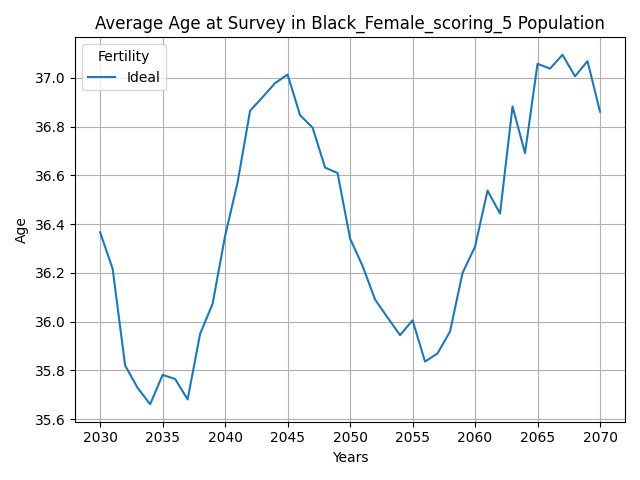 Average Age at Survey in Black_Female_scoring_5 Population
Fertility
Ideal
37.0
36.8
36.6
36.4
36.2
36.0
35.8
35.6
Age
2030 2035 2040 2045 2050 2055 2060 2065 2070
Years